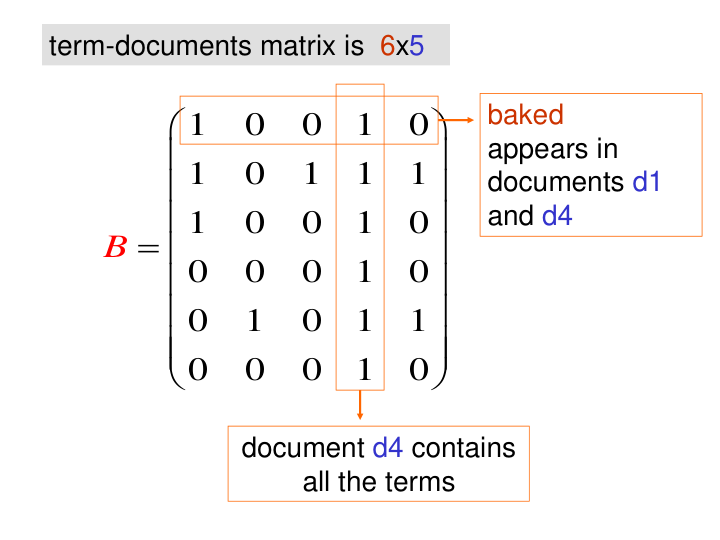 term-documents matrix is 6x5
1 0 0 1 0
1 0 1 1 1
1 0 0 1 0
B =
0 0 0 1 0
0 1 0 1 1
0 0 0 1 0
baked
appears in
documents d1
and d4
document d4 contains
all the terms